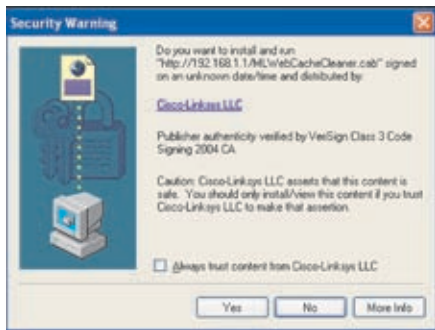 Security Warning
Do you want to install and run
"http://192.168.1.1/HLWebCacheCleaner.cab" signed
on an unknown date/time and distributed by:
Cisco-Linksys LLC
Publisher authenticity verified by VeriSign Class 3 Code
Signing 2004 CA
Caution: Cisco-Linksys LLC asserts that this content is
safe. You should only install/view this content if you trust
Cisco-Linksys LLC to make that assertion.
Always trust content from Cisco-Linksys LLC
Yes No More Info